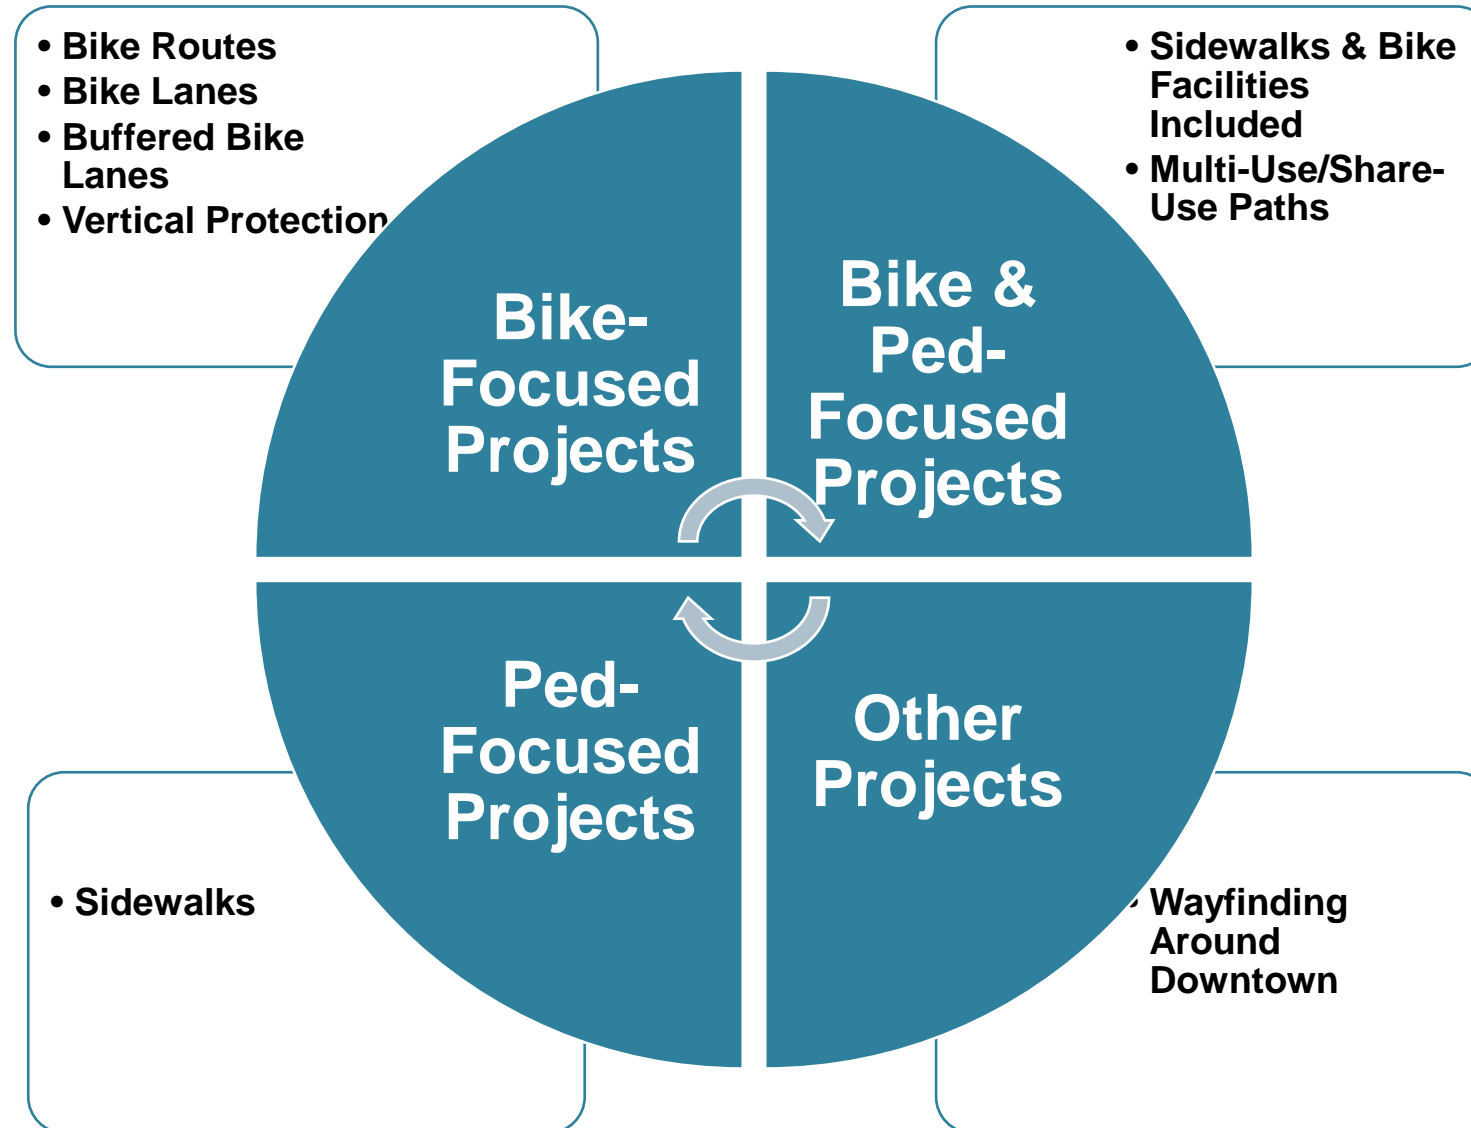 • Bike Routes
• Bike Lanes
• Buffered Bike
Lanes
• Vertical Protection
• Sidewalks & Bike
Facilities
Included
• Multi-Use/Share-
Use Paths
Bike-
Focused
Projects
Bike &
Ped-
Focused
Projects
Ped-
Focused
Projects
Other
Projects
• Sidewalks
• Wayfinding
Around
Downtown